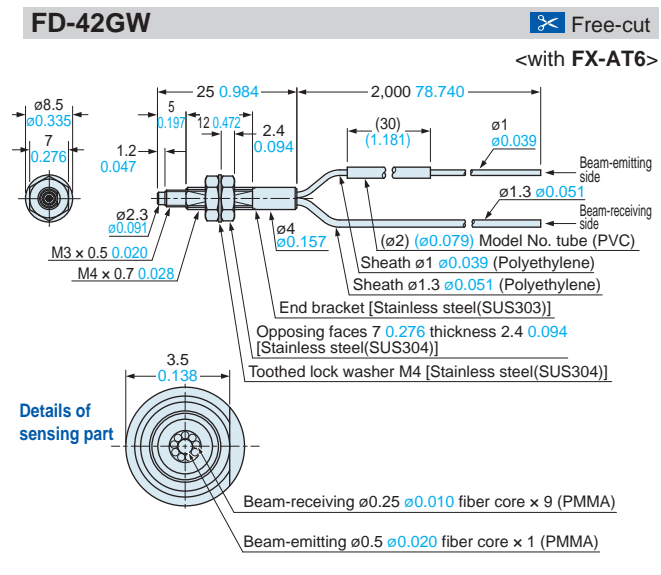 FD-42GW
Free-cut
<with FX-AT6>
25 0.984
2,000 78.740
ø8.5
ø0.335
7
0.276
5
0.197
12 0.472
2.4
0.094
1.2
0.047
(30)
(1.181)
ø1
ø0.039
Beam-emitting
side
ø1.3 ø0.051
Beam-receiving
side
ø2.3
ø0.091
ø4
ø0.157
M3 × 0.5 0.020
M4 × 0.7 0.028
(ø2) (ø0.079) Model No. tube (PVC)
Sheath ø1 ø0.039 (Polyethylene)
Sheath ø1.3 ø0.051 (Polyethylene)
End bracket [Stainless steel(SUS303)]
Opposing faces 7 0.276 thickness 2.4 0.094
[Stainless steel(SUS304)]
Toothed lock washer M4 [Stainless steel(SUS304)]
3.5
0.138
Details of
sensing part
Beam-receiving ø0.25 ø0.010 fiber core × 9 (PMMA)
Beam-emitting ø0.5 ø0.020 fiber core × 1 (PMMA)